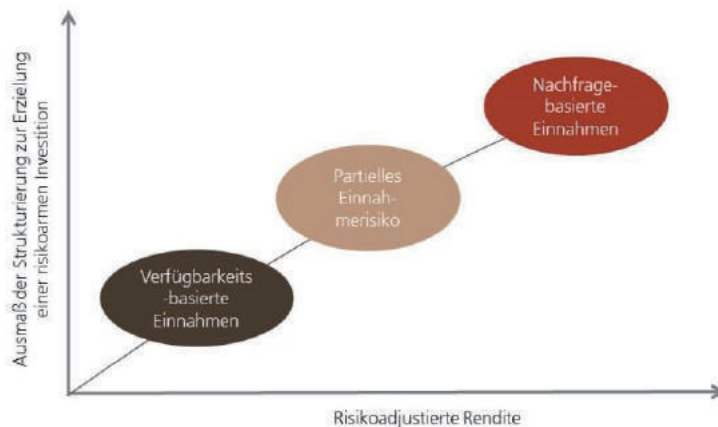 Ausmaß der Strukturierung zur Erzielung
einer risikoarmen Investition
Nachfrage-
basierte
Einnahmen
Partielles
Einnah-
merisiko
Verfügbarkeits
-basierte
Einnahmen
Risikoadjustierte Rendite